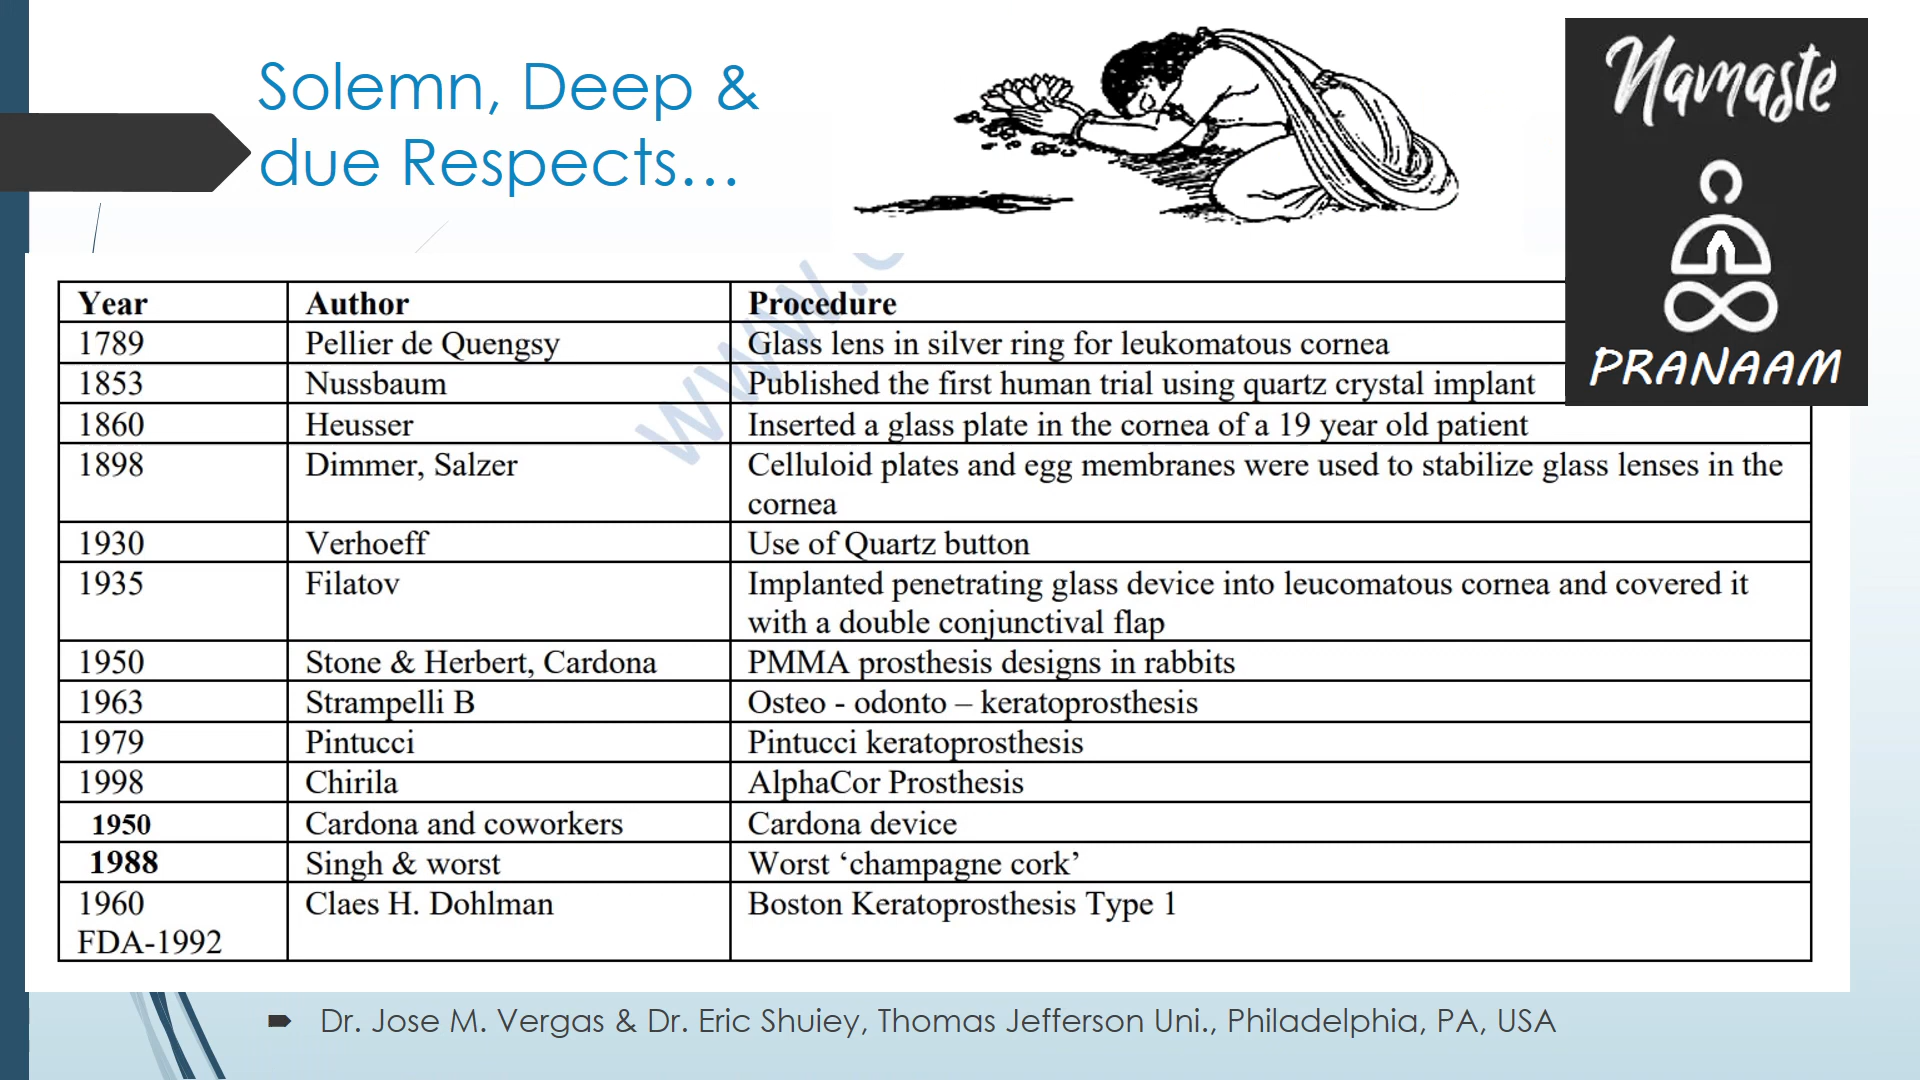 Solemn, Deep &
due Respects...
Namaste
PRANAAM
Year Author Procedure
1789 Pellier de Quengsy Glass lens in silver ring for leukomatous cornea
1853 Nussbaum Published the first human trial using quartz crystal implant
1860 Heusser Inserted a glass plate in the cornea of a 19 year old patient
1898 Dimmer, Salzer Celluloid plates and egg membranes were used to stabilize glass lenses in the
cornea
1930 Verhoeff Use of Quartz button
1935 Filatov Implanted penetrating glass device into leucomatous cornea and covered it
with a double conjunctival flap
1950 Stone & Herbert, Cardona PMMA prosthesis designs in rabbits
1963 Strampelli B Osteo - odonto – keratoprosthesis
1979 Pintucci Pintucci keratoprosthesis
1998 Chirila AlphaCor Prosthesis
1950 Cardona and coworkers Cardona device
1988 Singh & worst Worst ‘champagne cork’
1960 Claes H. Dohlman Boston Keratoprosthesis Type 1
FDA-1992
Dr. Jose M. Vergas & Dr. Eric Shuiey, Thomas Jefferson Uni., Philadelphia, PA, USA
www.